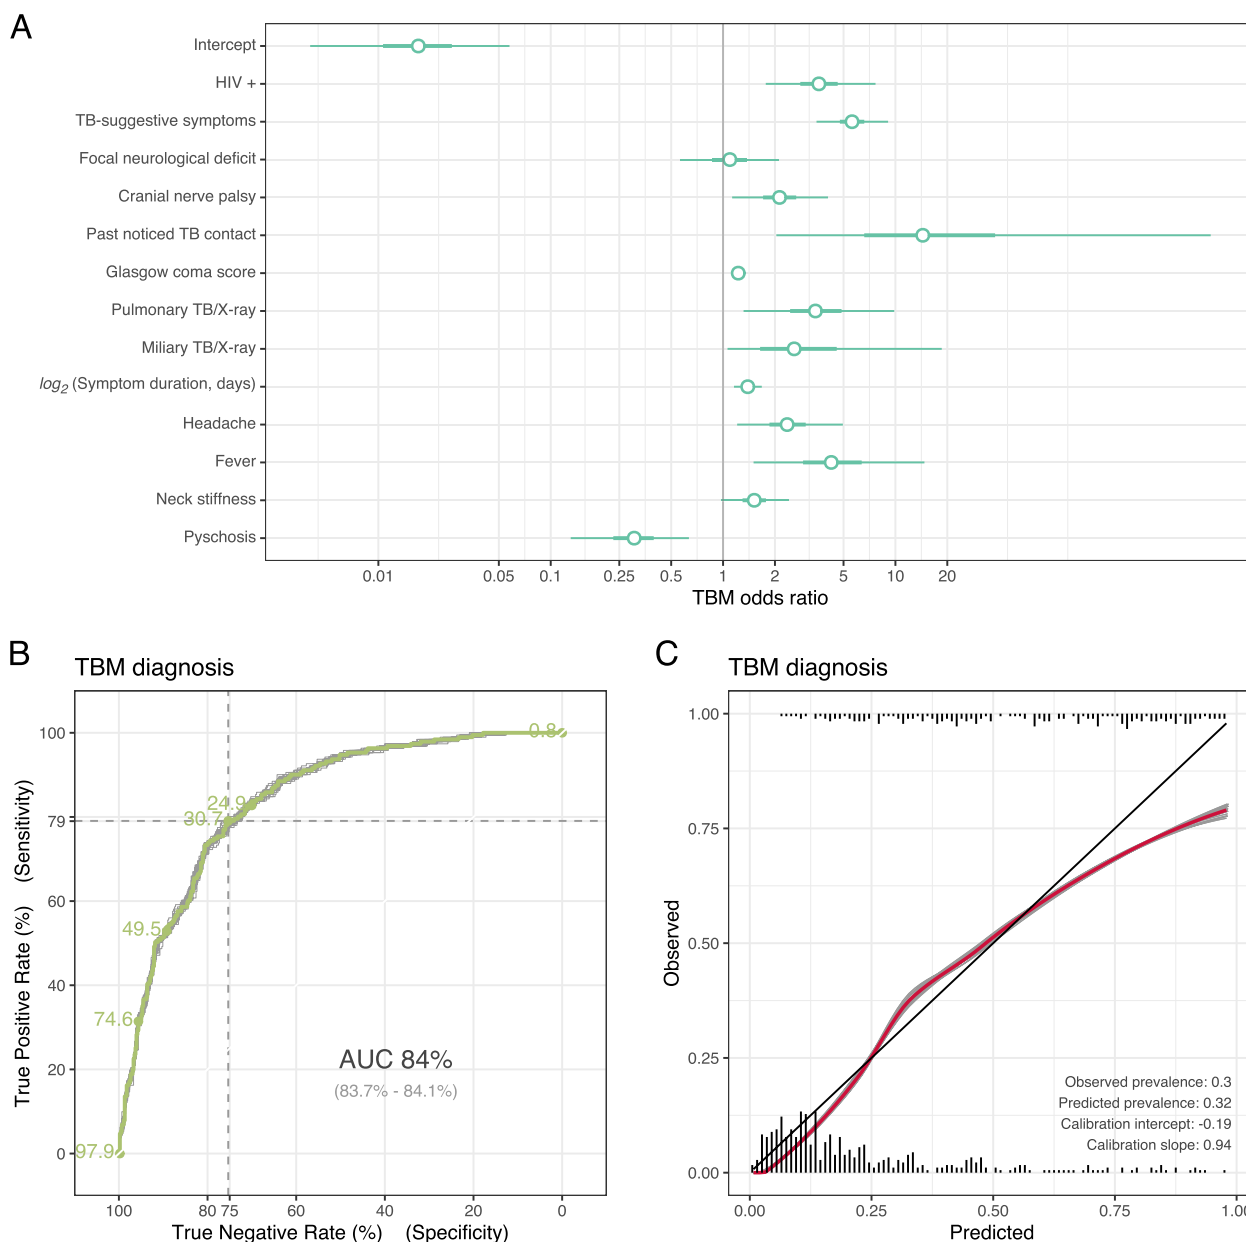 A
Intercept
HIV +
TB-suggestive symptoms
Focal neurological deficit
Cranial nerve palsy
Past noticed TB contact
Glasgow coma score
Pulmonary TB/X-ray
Miliary TB/X-ray
log2 (Symptom duration, days)
Headache
Fever
Neck stiffness
Pyschosis
0.01 0.05 0.1 0.25 0.5 1 2 5 10 20
TBM odds ratio
B
TBM diagnosis
True Positive Rate (%) (Sensitivity)
100
79
60
40
20
0
0.8
24.9
30.7
49.5
74.6
97.9
AUC 84%
(83.7% - 84.1%)
100 80 75 60 40 20 0
True Negative Rate (%) (Specificity)
C
TBM diagnosis
Observed
1.00
0.75
0.50
0.25
0.00
Observed prevalence: 0.3
Predicted prevalence: 0.32
Calibration intercept: -0.19
Calibration slope: 0.94
0.00 0.25 0.50 0.75 1.00
Predicted